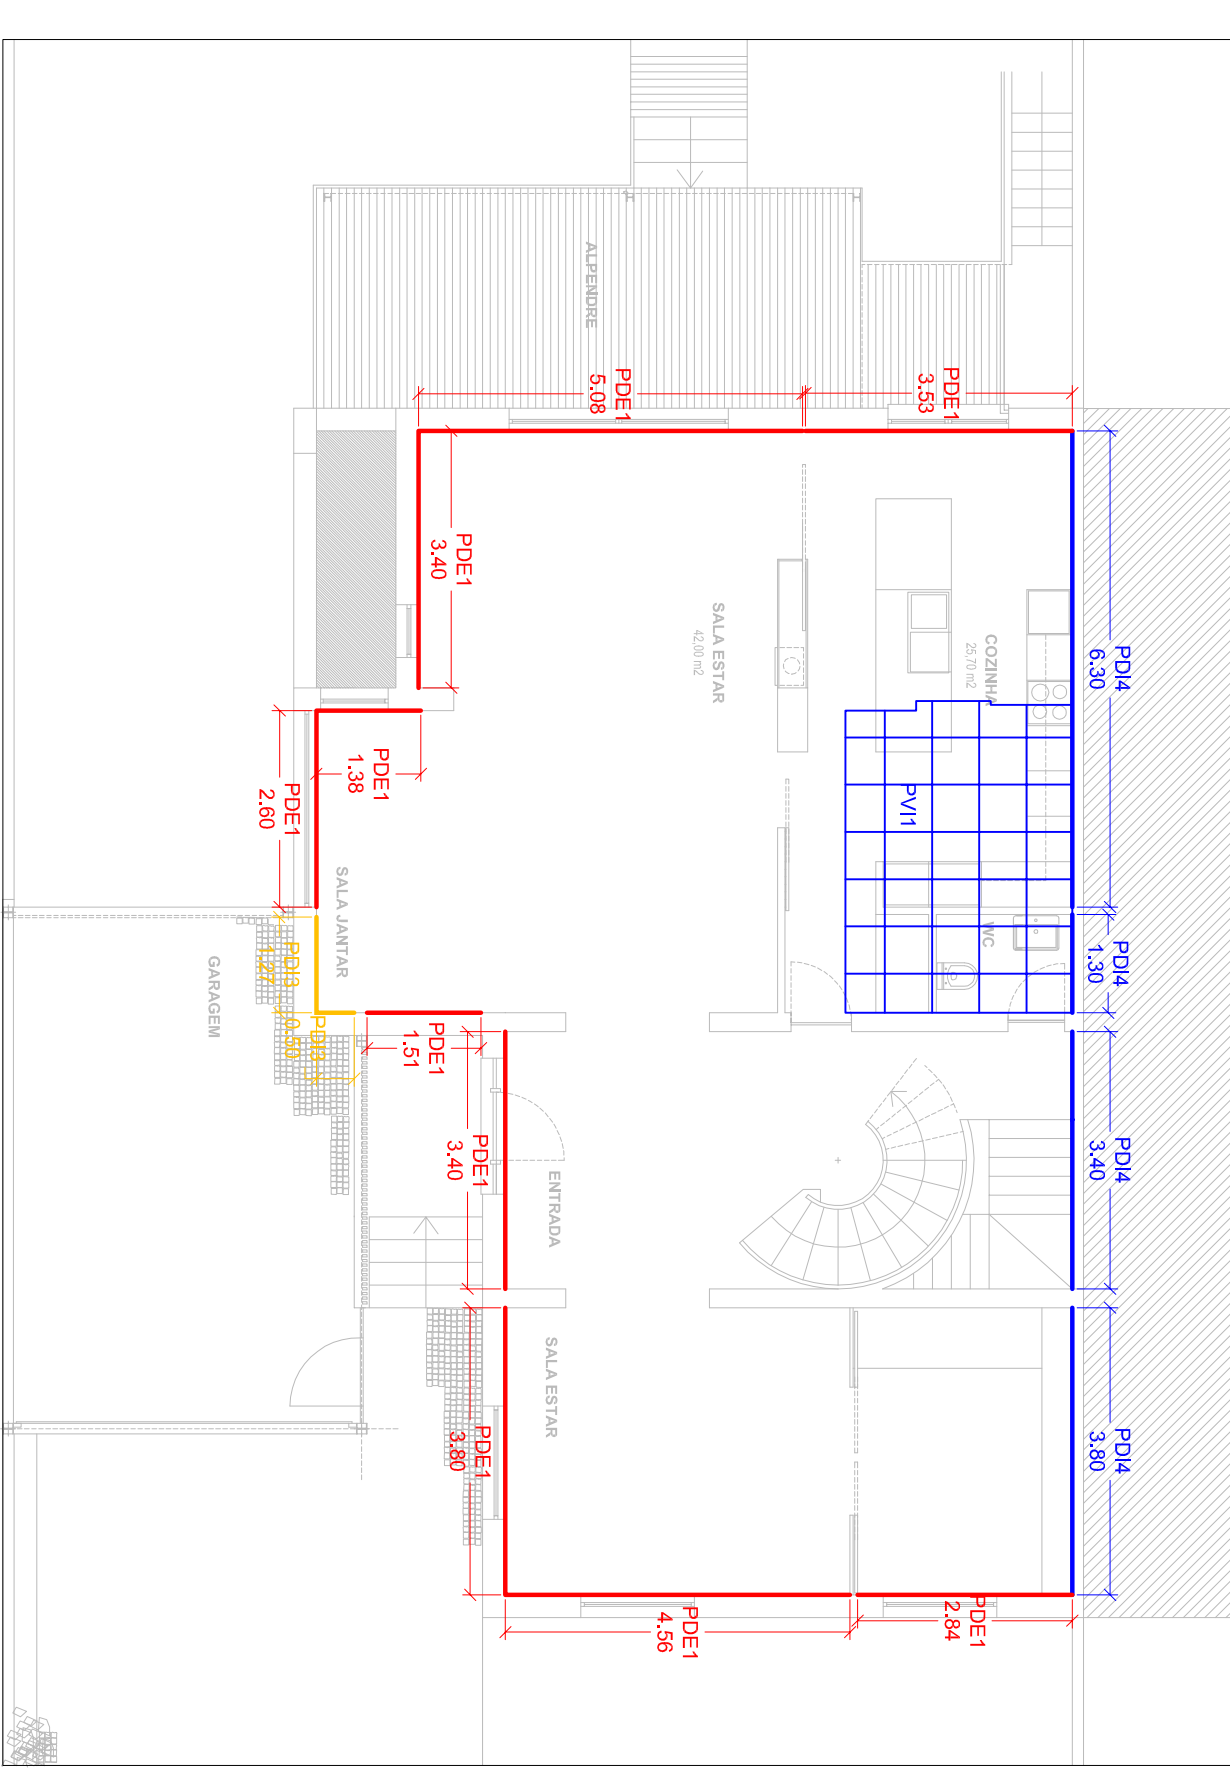 ALPENDRE
PDE1
5.08
PDE1
3.53
PDE1
3.40
SALA ESTAR
42,00 m2
COZINHA
25,70 m2
PDI4
6.30
PVI1
PDE1
1.38
PDE1
2.60
SALA JANTAR
WC
PDI4
1.30
GARAGEM
PDI3
1.27
PDI3
0.50
PDE1
1.51
PDE1
3.40
ENTRADA
PDI4
3.40
SALA ESTAR
PDE1
3.80
PDI4
3.80
PDE1
4.56
PDE1
2.84